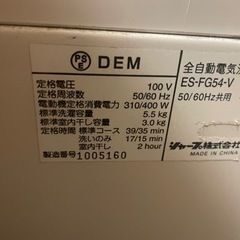 PS
E
DEM
全自動電気洗
ES-FG54-V
50/60Hz共用
定格電圧 100 V
定格周波数 50/60 Hz
電動機定格消費電力 310/400 W
標準洗濯容量 5.5 kg
室内干し容量 3.0 kg
定格時間 標準コース 39/35 min
洗いのみ 17/15 min
室内干し 2 hour
製造番号 1005160
シャープ株式会社
中国